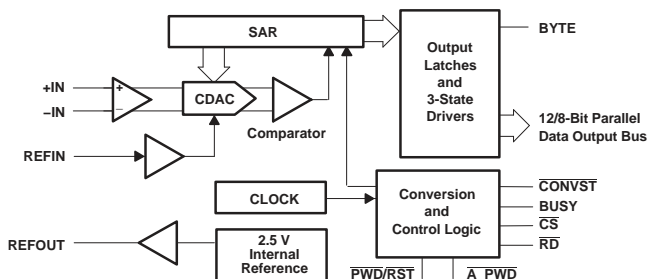 SAR
BYTE
Output
Latches
and
3-State
Drivers
+IN
−IN
+
−
CDAC
Comparator
12/8-Bit Parallel
Data Output Bus
REFIN
CLOCK
Conversion
and
Control Logic
CONVST
BUSY
CS
RD
REFOUT
2.5 V
Internal
Reference
PWD/RST
A_PWD